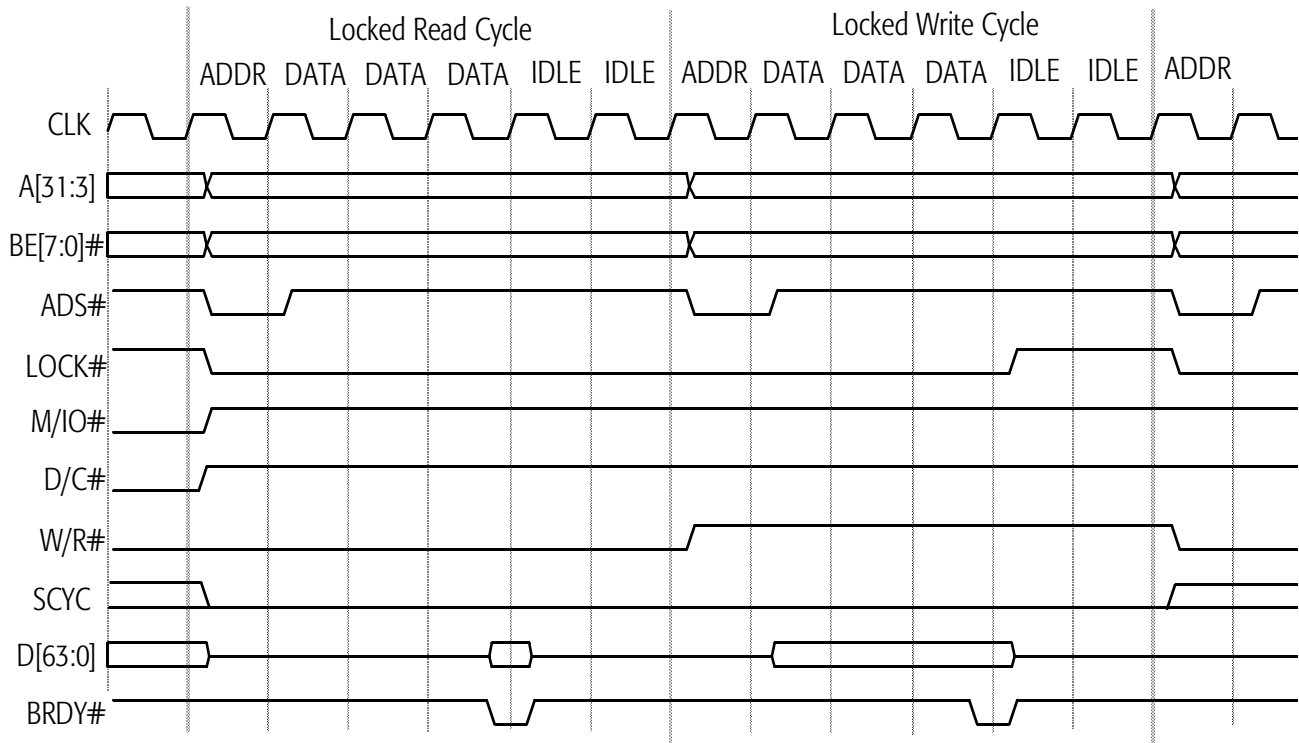 Locked Read Cycle
Locked Write Cycle
ADDR DATA DATA DATA IDLE IDLE ADDR DATA DATA DATA IDLE IDLE ADDR
CLK
A[31:3]
BE[7:0]#
ADS#
LOCK#
M/IO#
D/C#
W/R#
SCYC
D[63:0]
BRDY#